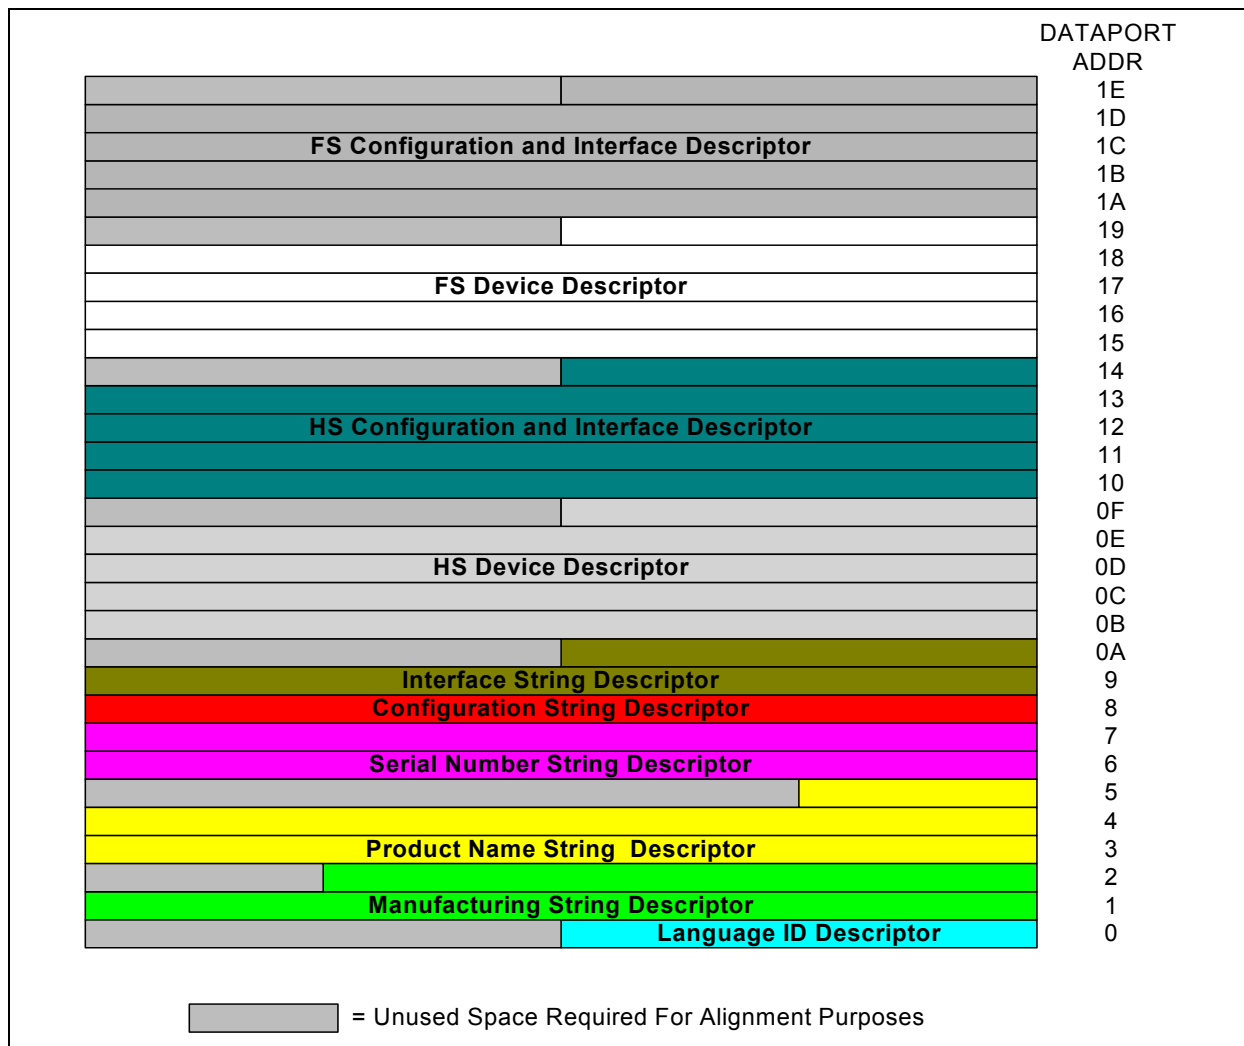 DATAPORT
ADDR
1E
1D
FS Configuration and Interface Descriptor 1C
1B
1A
19
18
FS Device Descriptor 17
16
15
14
13
HS Configuration and Interface Descriptor 12
11
10
0F
0E
HS Device Descriptor 0D
0C
0B
0A
Interface String Descriptor 9
Configuration String Descriptor 8
7
Serial Number String Descriptor 6
5
4
Product Name String Descriptor 3
2
Manufacturing String Descriptor 1
Language ID Descriptor 0
= Unused Space Required For Alignment Purposes